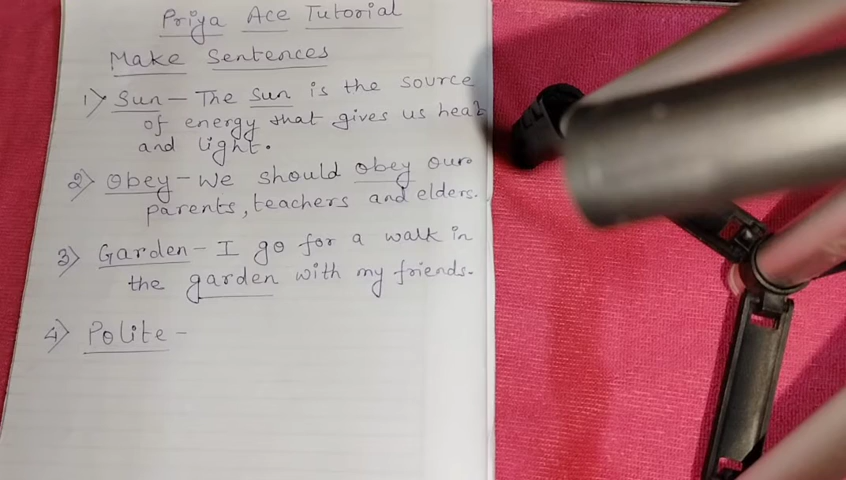 Priya Ace Tutorial
Make Sentences
1) Sun - The sun is the source
of energy that gives us heat
and light.
2) Obey - We should obey our
parents, teachers and elders.
3) Garden - I go for a walk in
the garden with my friends.
4) Polite -